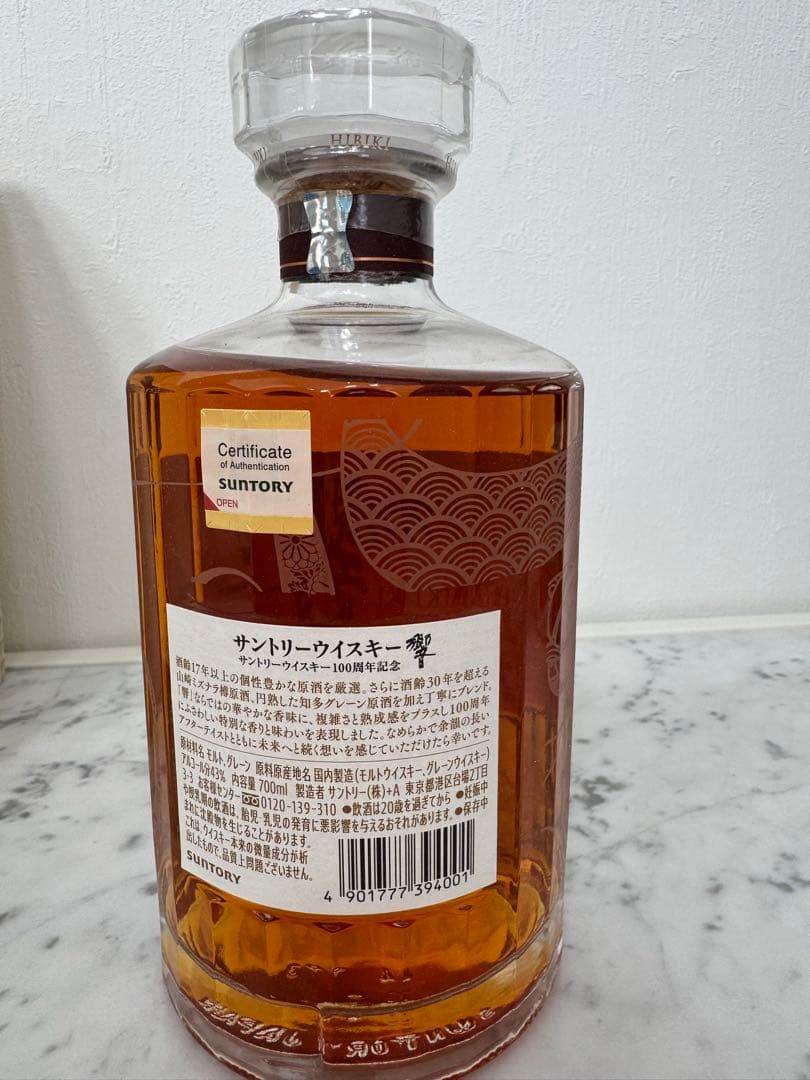 HIBIKI
Certificate
of Authentication
SUNTORY
OPEN
サントリーウイスキー 響
サントリーウイスキー100周年記念
酒齢17年以上の個性豊かな原酒を厳選。さらに酒齢30年を超える
山崎ミズナラ樽原酒、円熟した知多グレーン原酒を加え丁寧にブレンド。
「響」ならではの華やかな香味に、複雑さと熟成感をプラスし100周年
にふさわしい特別な香りと味わいを表現しました。なめらかで余韻の長い
アフターテイストとともに未来へと続く想いを感じていただけたら幸いです。
原材料名 モルト、グレーン 原料原産地名 国内製造(モルトウイスキー、グレーンウイスキー)
アルコール分43% 内容量 700ml 製造者 サントリー(株)+A 東京都港区台場2丁目
3-3 お客様センター 0120-139-310 ●飲酒は20歳を過ぎてから ●妊娠中
や授乳期の飲酒は、胎児・乳児の発育に悪影響を与えるおそれがあります。●保存中
まれに沈殿物を生じることがあります。
これは、ウイスキー本来の微量成分が析
出したもので、品質上問題ございません。
SUNTORY
4 901777 394001